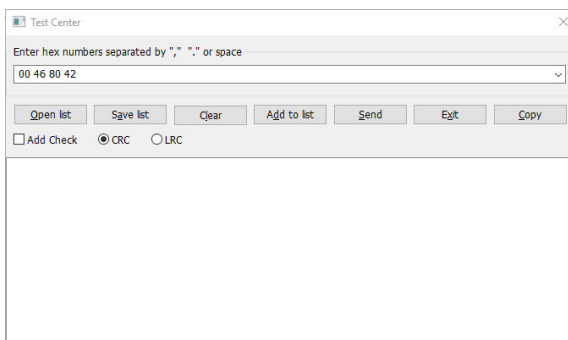 Test Center
Enter hex numbers separated by "," "." or space
00 46 80 42
Open list Save list Clear Add to list Send Exit Copy
Add Check CRC LRC